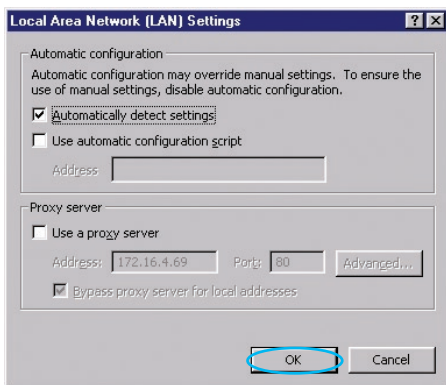 Local Area Network (LAN) Settings
Automatic configuration
Automatic configuration may override manual settings. To ensure the
use of manual settings, disable automatic configuration.
Automatically detect settings
Use automatic configuration script
Address
Proxy server
Use a proxy server
Address: 172.16.4.69 Port: 80 Advanced...
Bypass proxy server for local addresses
OK Cancel